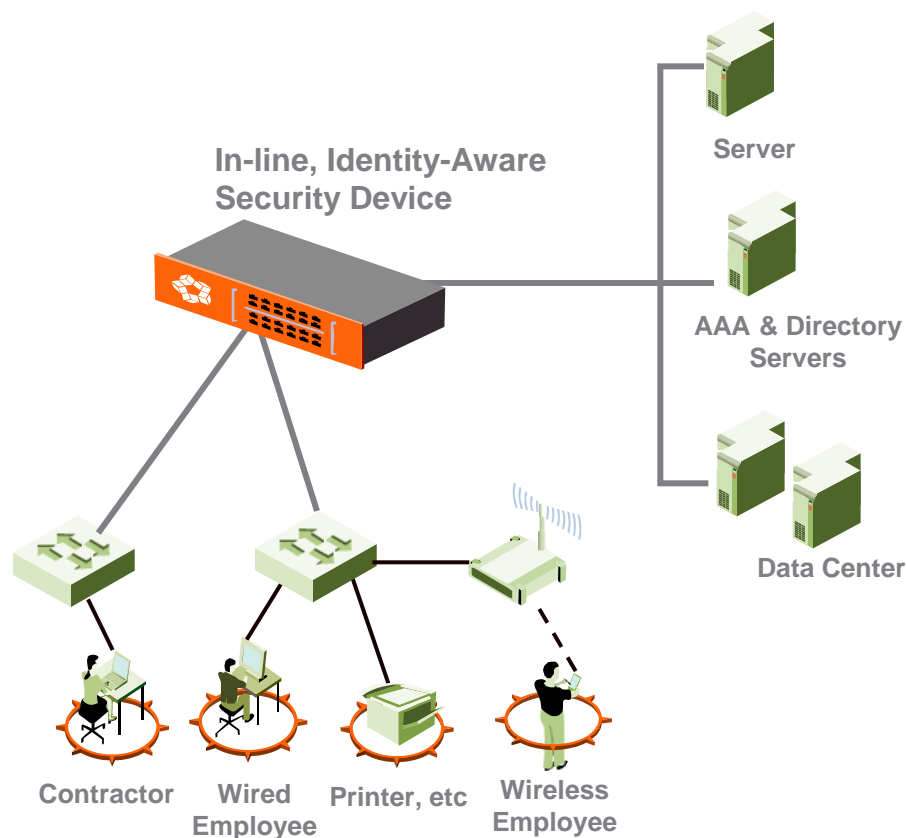 Server
In-line, Identity-Aware
Security Device
AAA & Directory
Servers
Data Center
Contractor
Wired
Employee
Printer, etc
Wireless
Employee